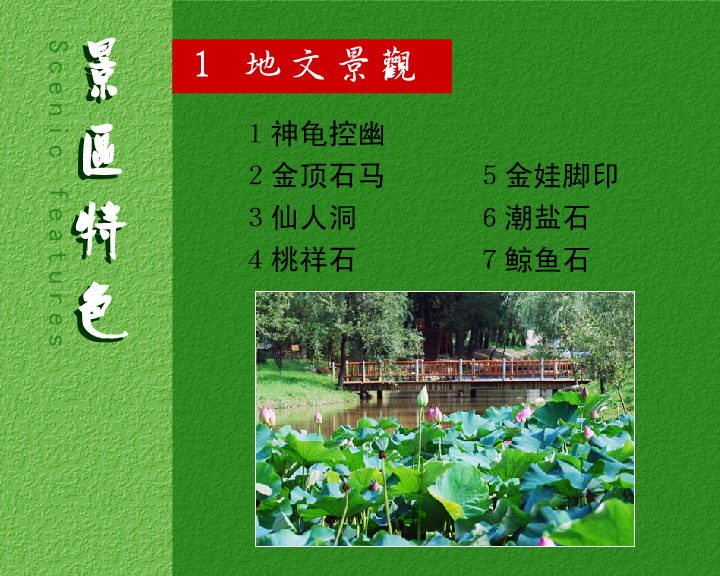 景區特色
Scenic features
1 地文景觀
1 神龟控幽
2 金顶石马
3 仙人洞
4 桃祥石
5 金娃脚印
6 潮盐石
7 鲸鱼石